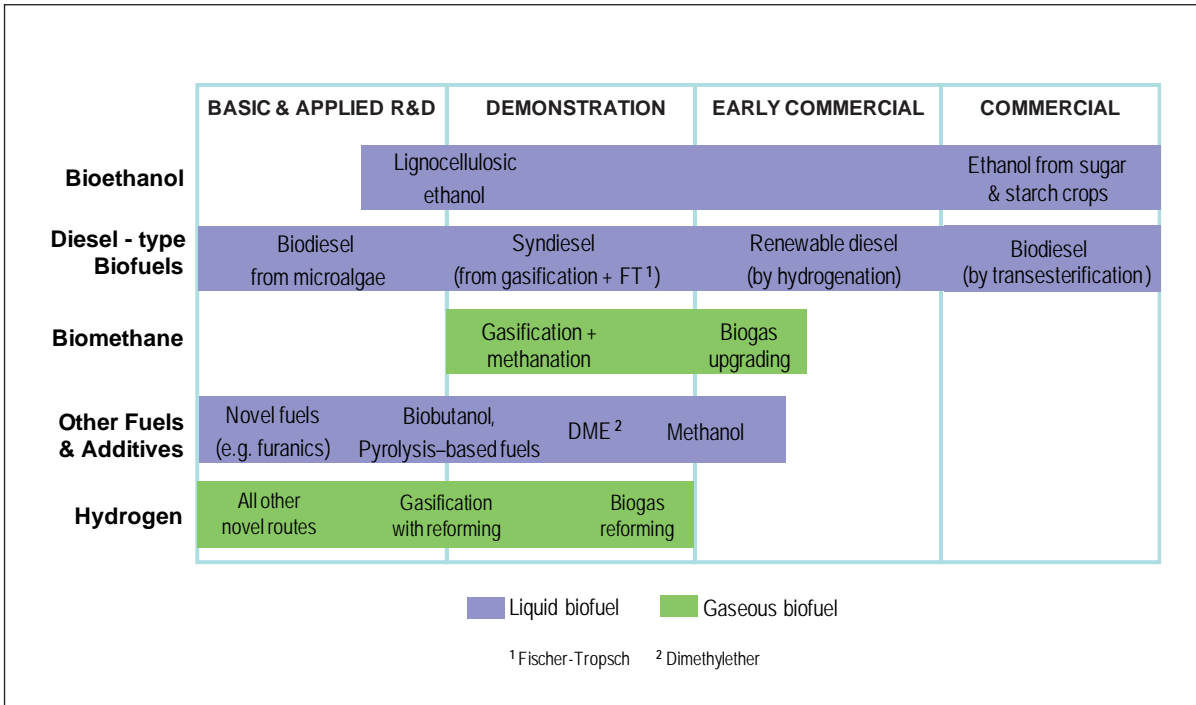 BASIC & APPLIED R&D DEMONSTRATION EARLY COMMERCIAL COMMERCIAL
Bioethanol
Lignocellulosic
ethanol
Ethanol from sugar
& starch crops
Diesel - type
Biofuels
Biodiesel
from microalgae
Syndiesel
(from gasification + FT¹)
Renewable diesel
(by hydrogenation)
Biodiesel
(by transesterification)
Biomethane
Gasification +
methanation
Biogas
upgrading
Other Fuels
& Additives
Novel fuels
(e.g. furanics)
Biobutanol,
Pyrolysis–based fuels
DME ²
Methanol
Hydrogen
All other
novel routes
Gasification
with reforming
Biogas
reforming
Liquid biofuel Gaseous biofuel
¹ Fischer-Tropsch ² Dimethylether